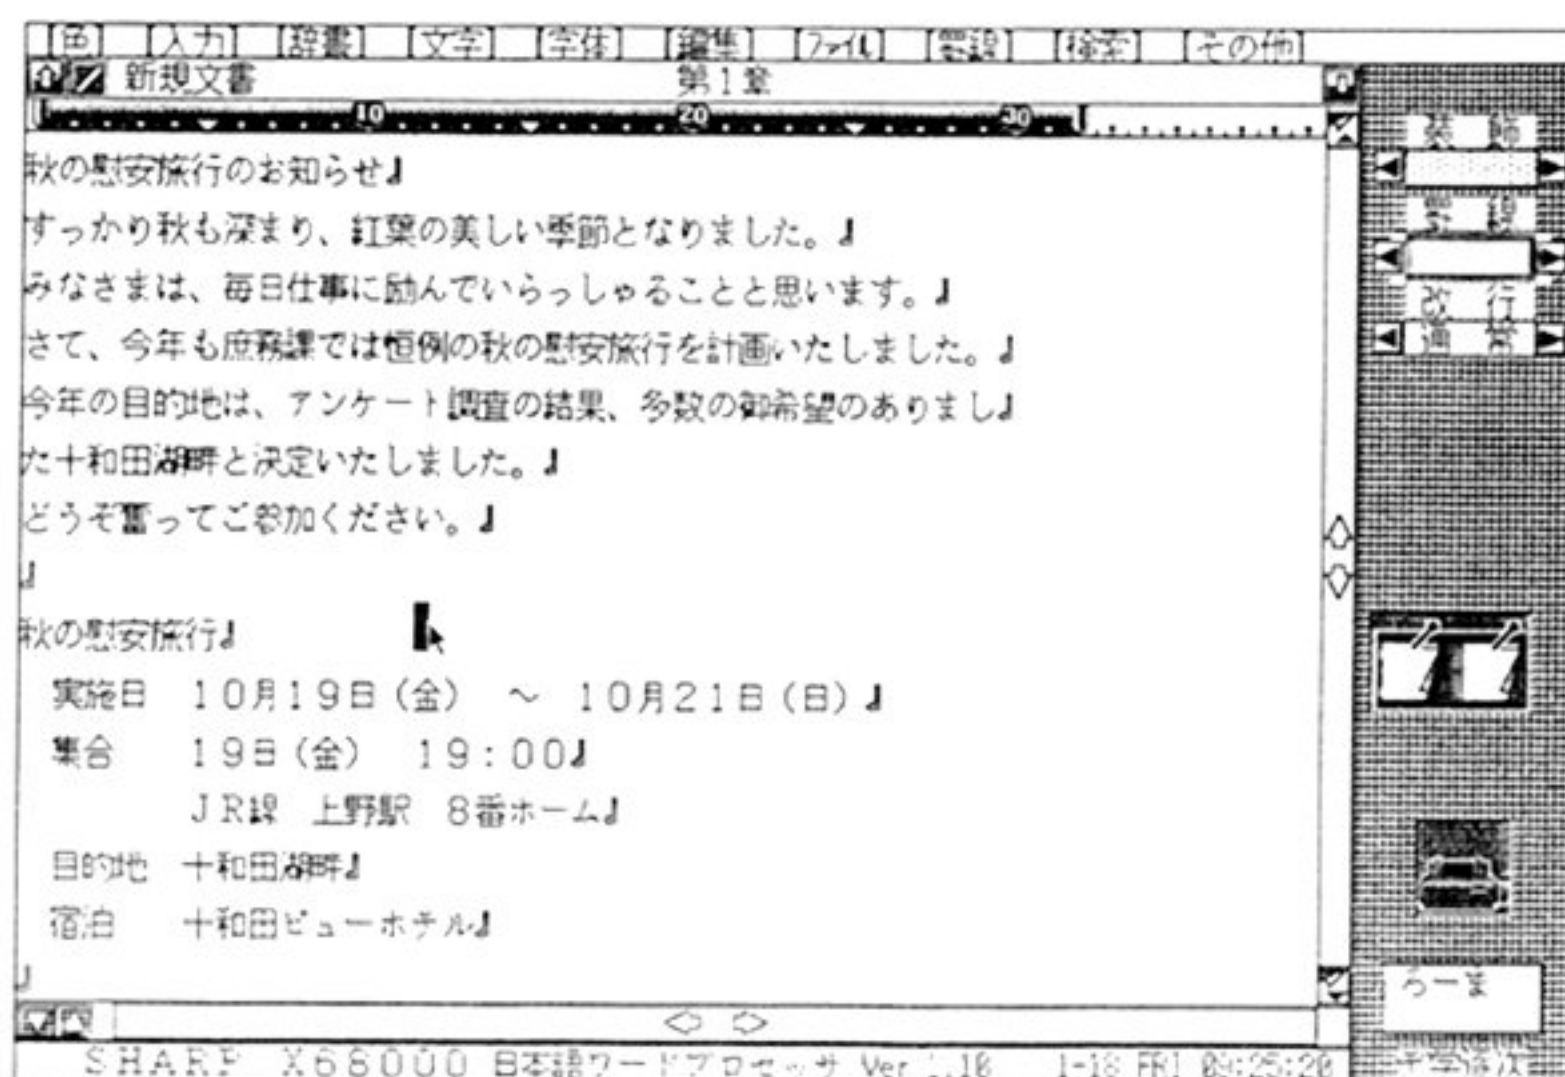 [色] [入力] [辞書] [文字] [字体] [編集] [ファイル] [罫線] [検索] [その他]
新規文書 第1章
10 20 30
秋の慰安旅行のお知らせ
すっかり秋も深まり、紅葉の美しい季節となりました。
みなさまは、毎日仕事に励んでいらっしゃることと思います。
さて、今年も庶務課では恒例の秋の慰安旅行を計画いたしました。
今年の目的地は、アンケート調査の結果、多数の御希望のありまし
た十和田湖畔と決定いたしました。
どうぞ奮ってご参加ください。
秋の慰安旅行
実施日 10月19日(金) ~ 10月21日(日)
集合 19日(金) 19:00
JR線 上野駅 8番ホーム
目的地 十和田湖畔
宿泊 十和田ビューホテル
装飾
罫線
改行
通常
ろーま
SHARP X68000 日本語ワードプロセッサ Ver 1.10 1-18 FRI 09:25:20